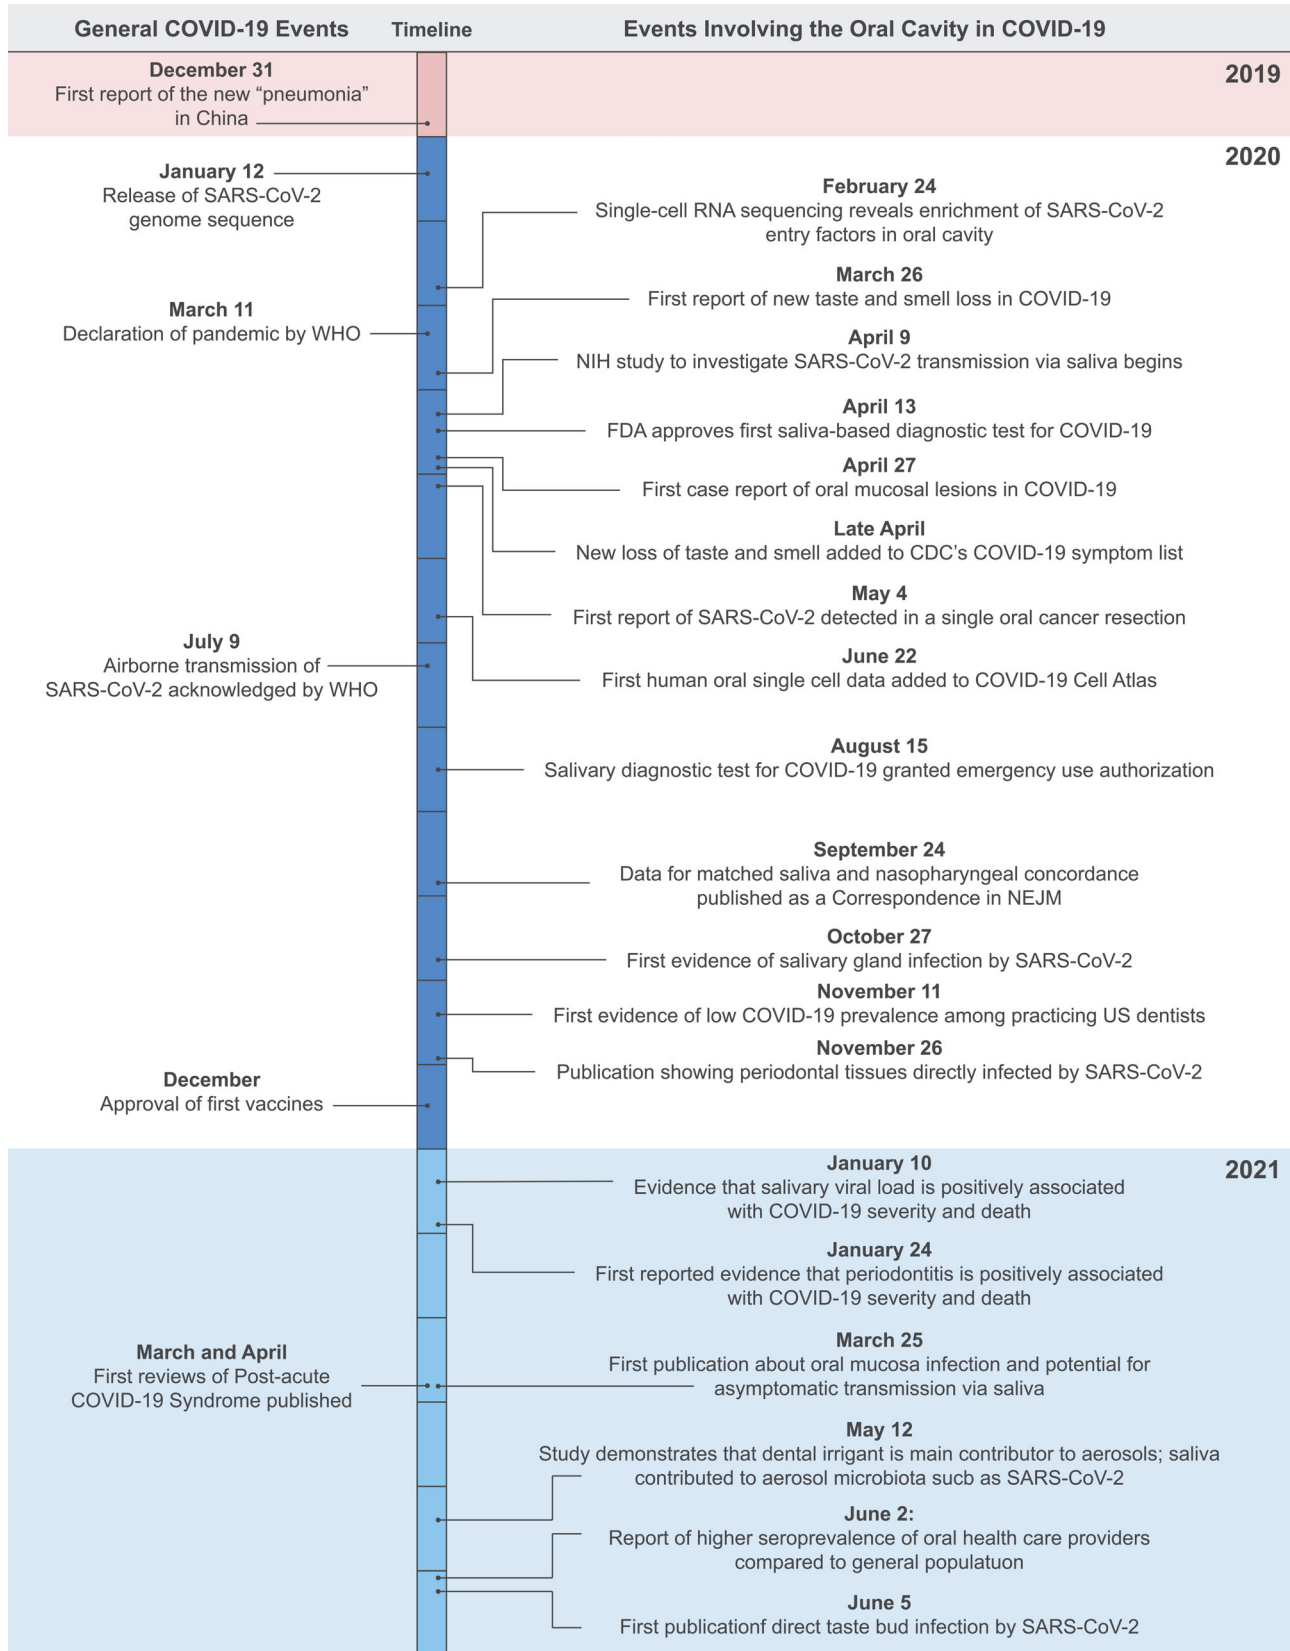 General COVID-19 Events
Timeline
Events Involving the Oral Cavity in COVID-19
2019
December 31
First report of the new “pneumonia”
in China
2020
January 12
Release of SARS-CoV-2
genome sequence
February 24
Single-cell RNA sequencing reveals enrichment of SARS-CoV-2
entry factors in oral cavity
March 26
First report of new taste and smell loss in COVID-19
March 11
Declaration of pandemic by WHO
April 9
NIH study to investigate SARS-CoV-2 transmission via saliva begins
April 13
FDA approves first saliva-based diagnostic test for COVID-19
April 27
First case report of oral mucosal lesions in COVID-19
Late April
New loss of taste and smell added to CDC’s COVID-19 symptom list
May 4
First report of SARS-CoV-2 detected in a single oral cancer resection
July 9
Airborne transmission of
SARS-CoV-2 acknowledged by WHO
June 22
First human oral single cell data added to COVID-19 Cell Atlas
August 15
Salivary diagnostic test for COVID-19 granted emergency use authorization
September 24
Data for matched saliva and nasopharyngeal concordance
published as a Correspondence in NEJM
October 27
First evidence of salivary gland infection by SARS-CoV-2
November 11
First evidence of low COVID-19 prevalence among practicing US dentists
November 26
Publication showing periodontal tissues directly infected by SARS-CoV-2
December
Approval of first vaccines
2021
January 10
Evidence that salivary viral load is positively associated
with COVID-19 severity and death
January 24
First reported evidence that periodontitis is positively associated
with COVID-19 severity and death
March and April
First reviews of Post-acute
COVID-19 Syndrome published
March 25
First publication about oral mucosa infection and potential for
asymptomatic transmission via saliva
May 12
Study demonstrates that dental irrigant is main contributor to aerosols; saliva
contributed to aerosol microbiota sucb as SARS-CoV-2
June 2:
Report of higher seroprevalence of oral health care providers
compared to general populatuon
June 5
First publicationf direct taste bud infection by SARS-CoV-2